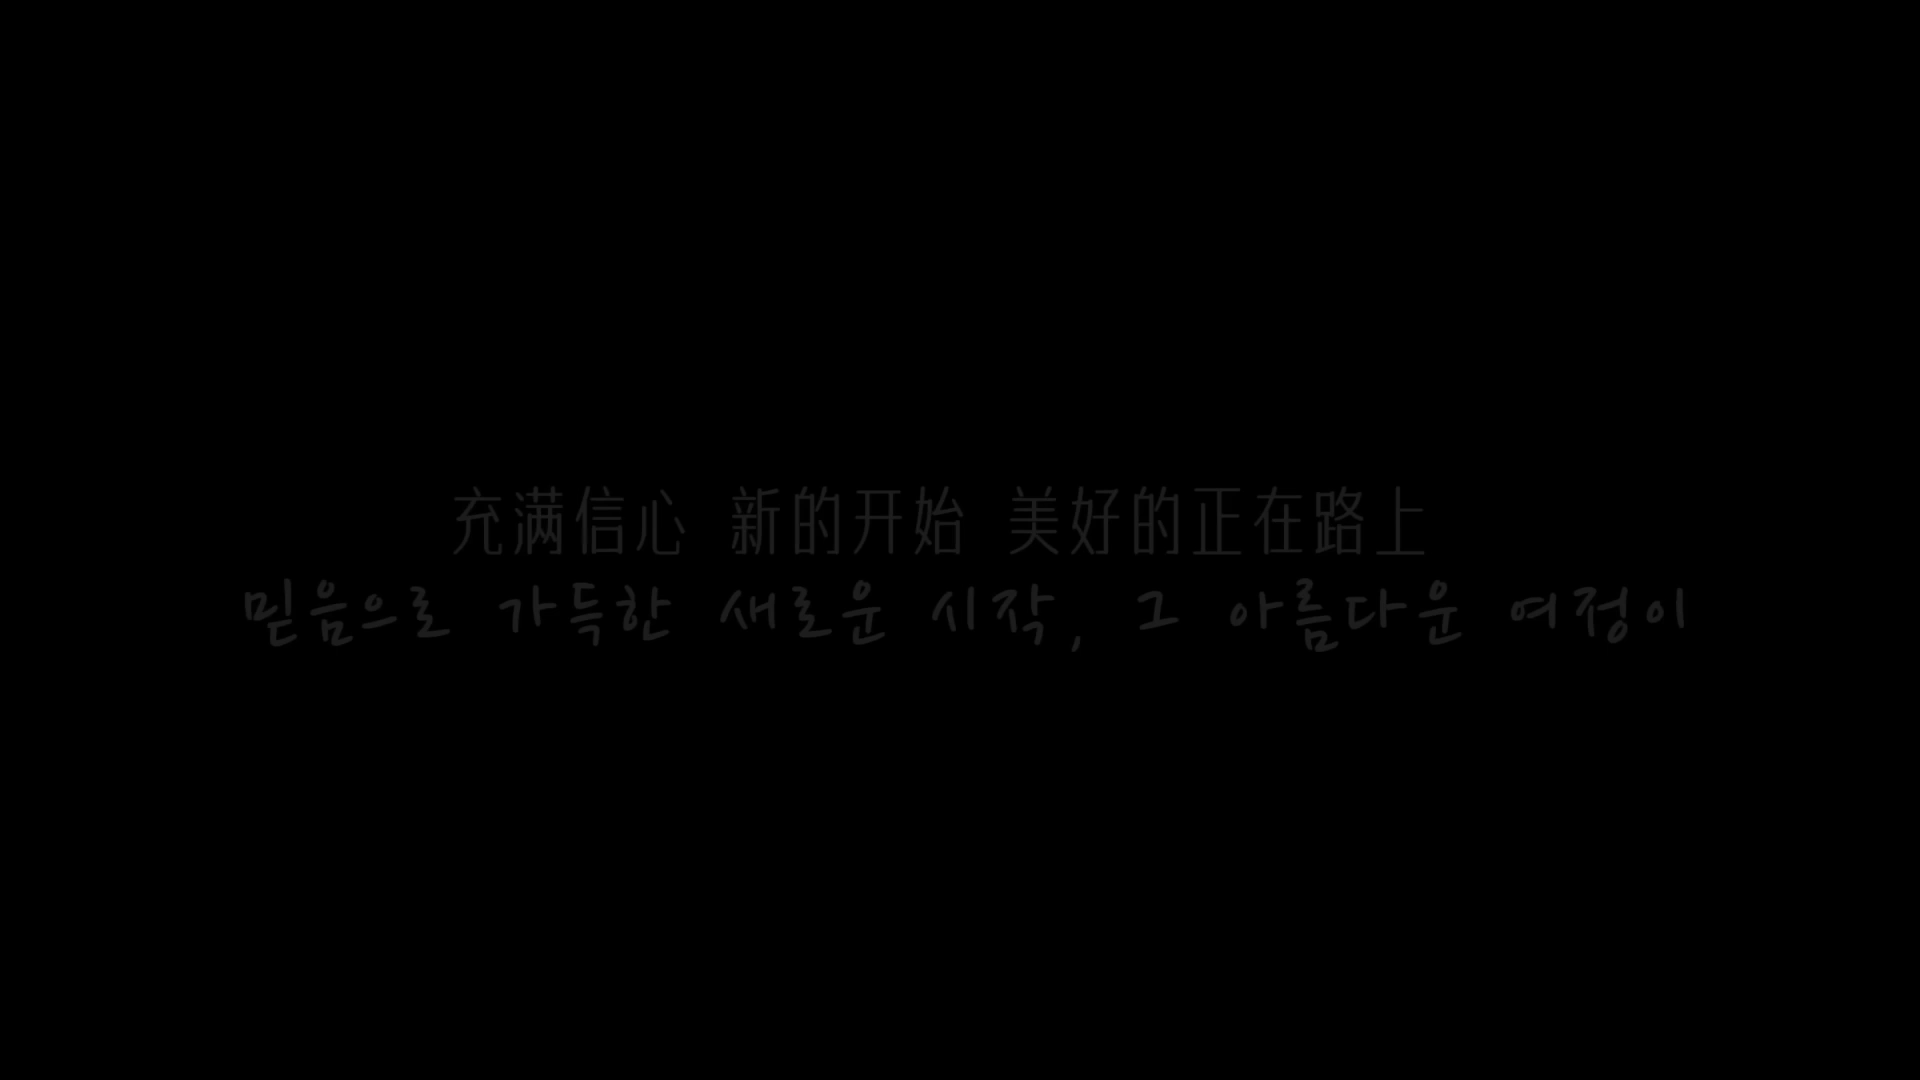 充满信心 新的开始 美好的正在路上
믿음으로 가득한 새로운 시작, 그 아름다운 여정이